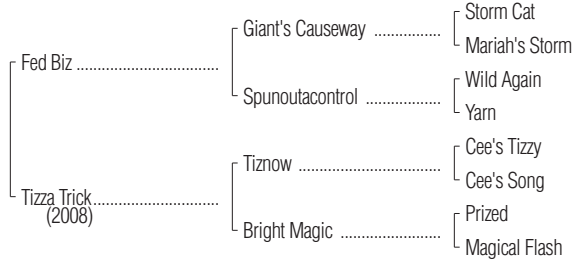 Storm Cat
Giant's Causeway ..................
Mariah's Storm
Fed Biz ...................................
Wild Again
Spunoutacontrol ..................
Yarn
Cee's Tizzy
Tiznow ...................................
Cee's Song
Tizza Trick ...............................
(2008)
Prized
Bright Magic .........................
Magical Flash